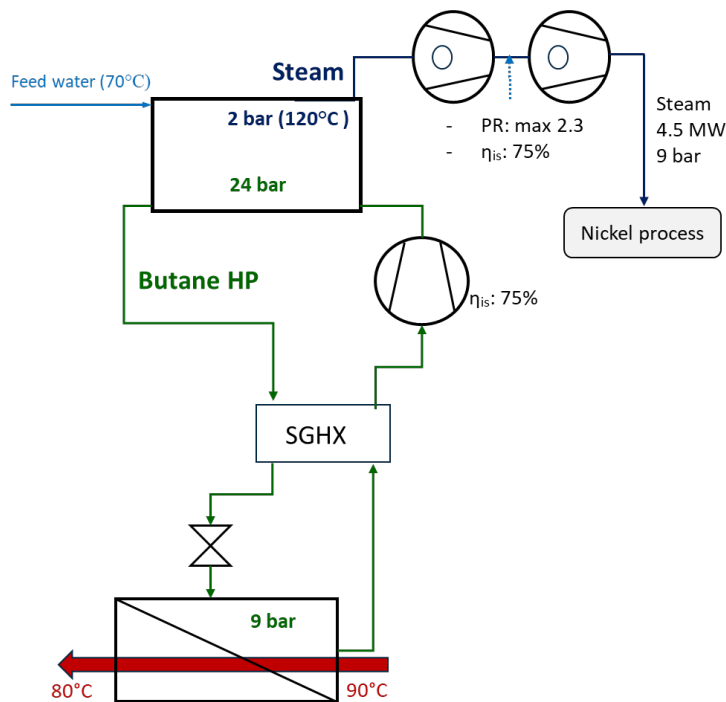 Feed water (70°C)
Steam
2 bar (120°C )
24 bar
- PR: max 2.3
- ηis: 75%
Steam
4.5 MW
9 bar
Nickel process
Butane HP
ηis: 75%
SGHX
9 bar
80°C
90°C